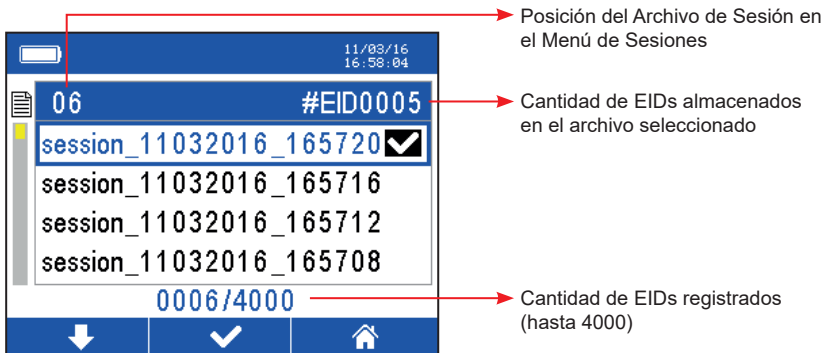 Posición del Archivo de Sesión en
el Menú de Sesiones
11/03/16
16:58:04
06 #EID0005
Cantidad de EIDs almacenados
en el archivo seleccionado
session_11032016_165720
session_11032016_165716
session_11032016_165712
session_11032016_165708
0006/4000
Cantidad de EIDs registrados
(hasta 4000)